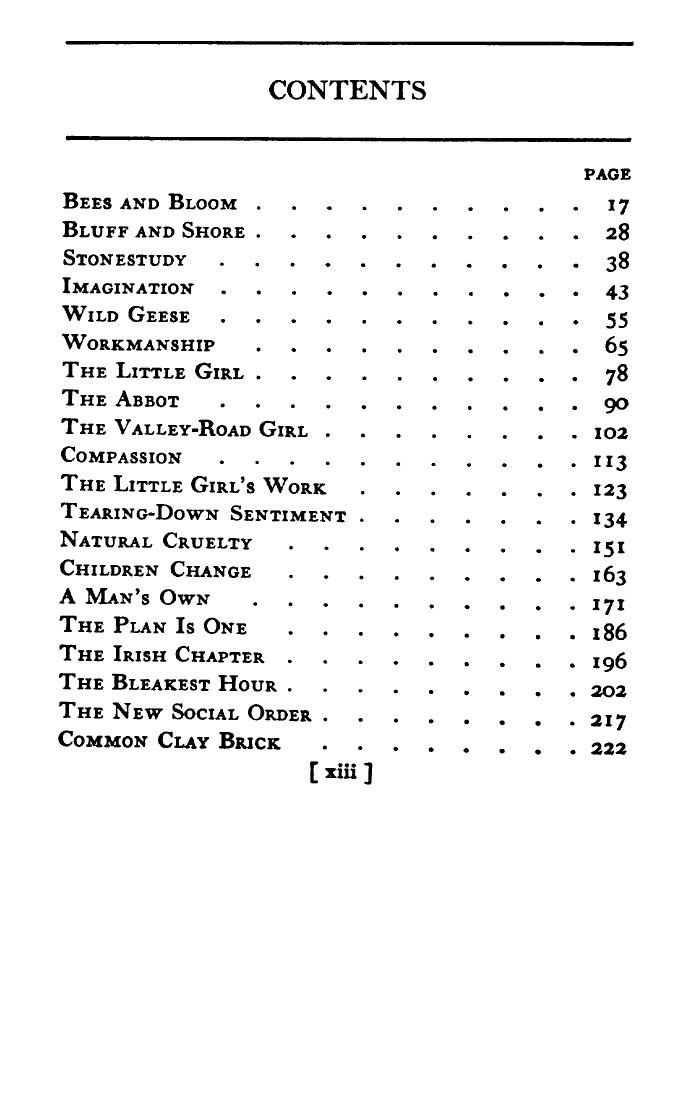 CONTENTS
PAGE
Bees and Bloom . . . . . . . . . . 17
Bluff and Shore . . . . . . . . . . 28
Stonestudy . . . . . . . . . . . 38
Imagination . . . . . . . . . . . 43
Wild Geese . . . . . . . . . . . 55
Workmanship . . . . . . . . . . 65
The Little Girl . . . . . . . . . . 78
The Abbot . . . . . . . . . . . 90
The Valley-Road Girl . . . . . . . . 102
Compassion . . . . . . . . . . . 113
The Little Girl's Work . . . . . . . 123
Tearing-Down Sentiment . . . . . . . 134
Natural Cruelty . . . . . . . . . 151
Children Change . . . . . . . . . 163
A Man's Own . . . . . . . . . . 171
The Plan Is One . . . . . . . . . 186
The Irish Chapter . . . . . . . . . 196
The Bleakest Hour . . . . . . . . . 202
The New Social Order . . . . . . . . 217
Common Clay Brick . . . . . . . . 222
[ xiii ]